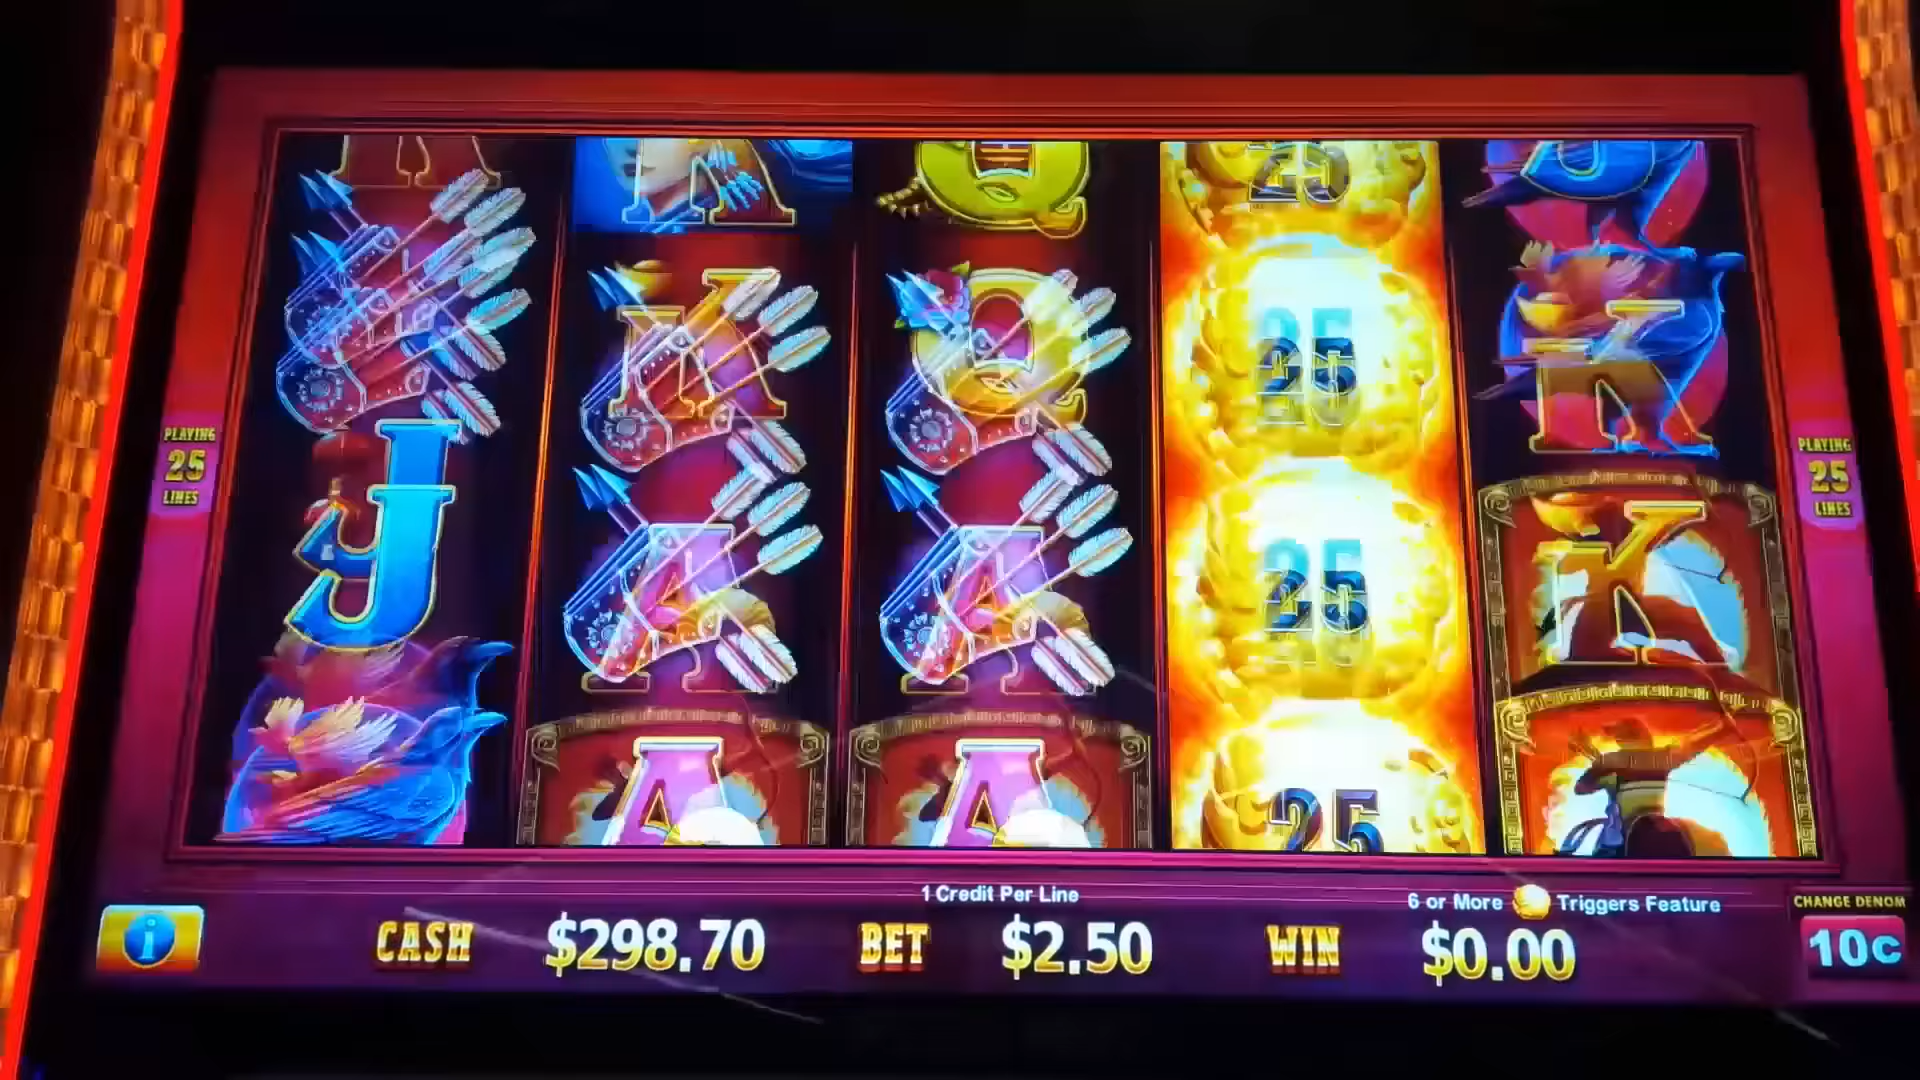 Q
25
J
25
K
K
Q
K
PLAYING
25
LINES
J
J
A
A
25
K
PLAYING
25
LINES
A
A
25
1 Credit Per Line
6 or More Triggers Feature
CHANGE DENOM
CASH $298.70 BET $2.50 WIN $0.00 10c